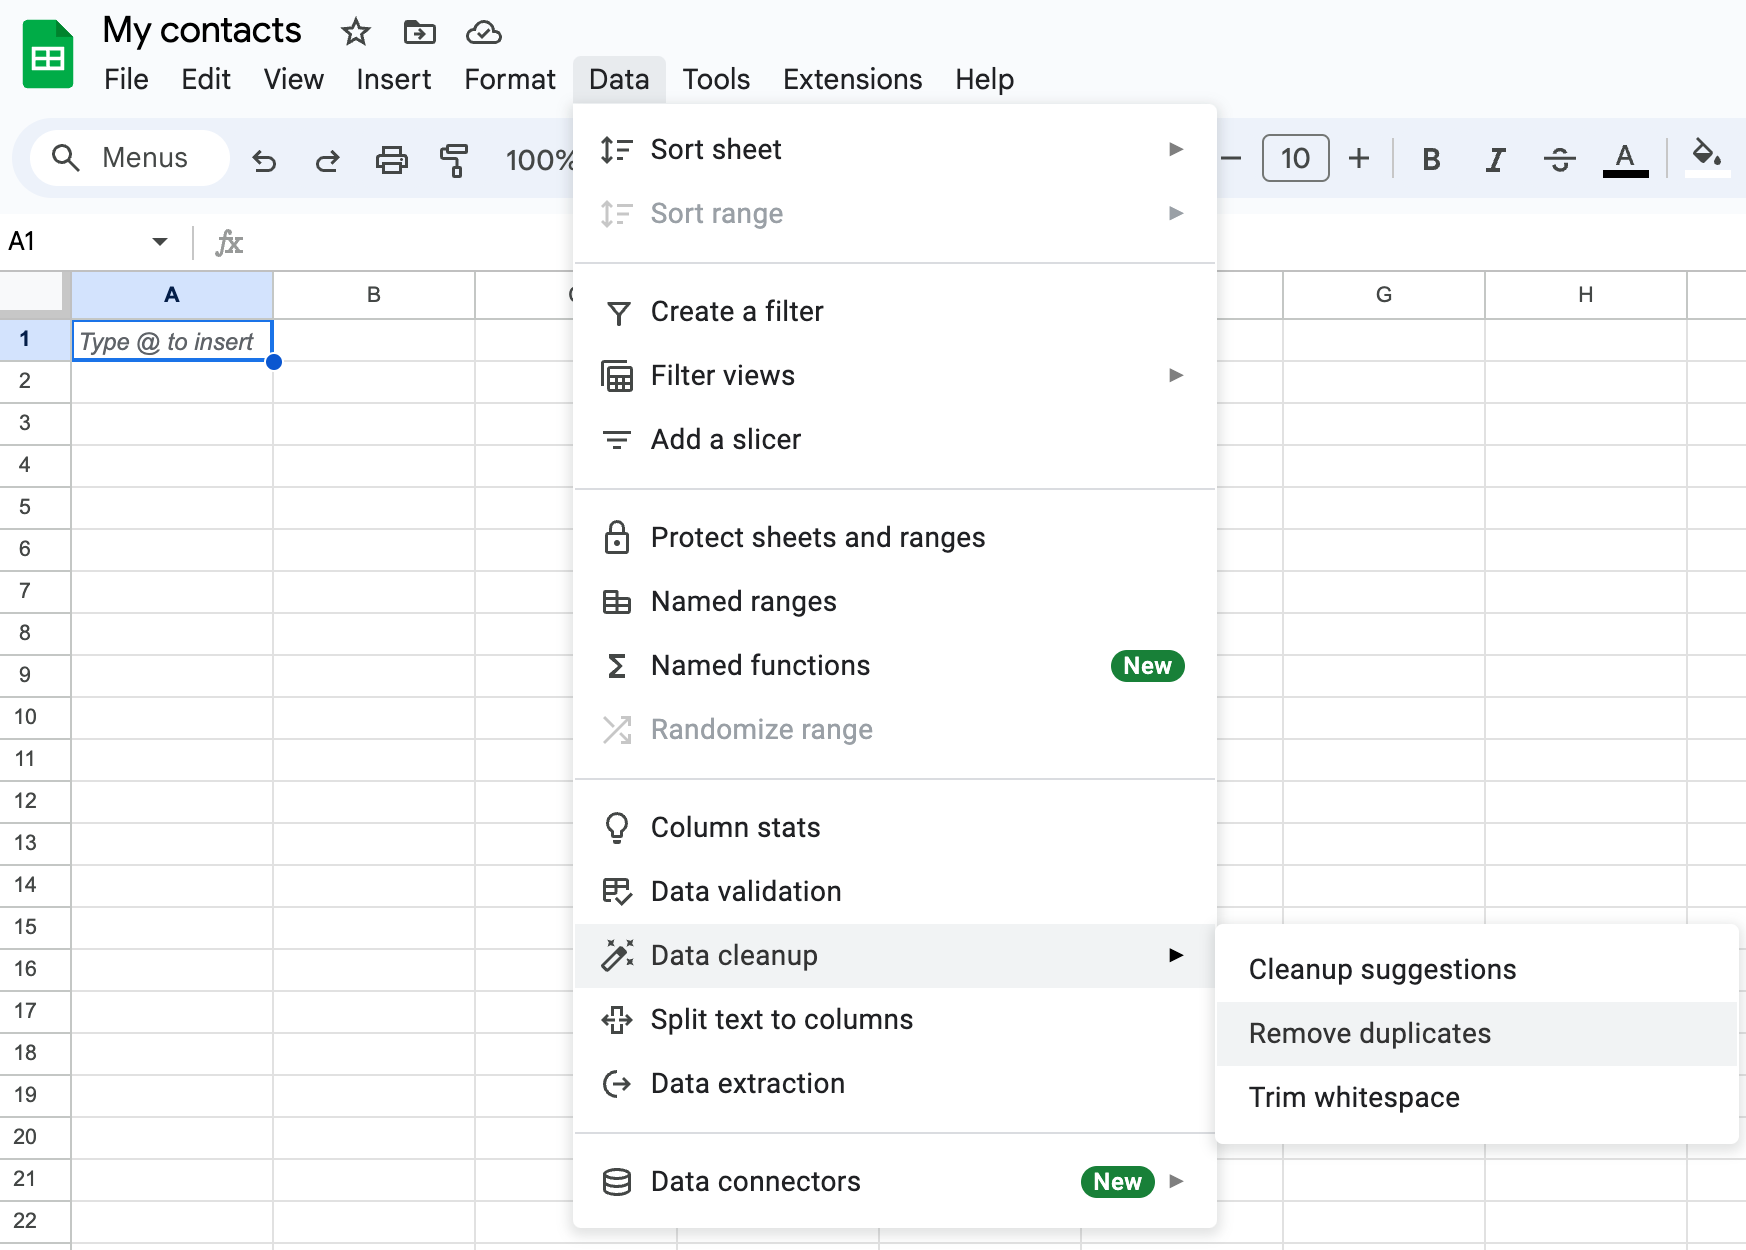 My contacts
File Edit View Insert Format Data Tools Extensions Help
Menus 100% 10 B I S A
A1 fx
A B C G H
1 Type @ to insert
2
3
4
5
6
7
8
9
10
11
12
13
14
15
16
17
18
19
20
21
22
Sort sheet
Sort range
Create a filter
Filter views
Add a slicer
Protect sheets and ranges
Named ranges
Named functions New
Randomize range
Column stats
Data validation
Data cleanup
Split text to columns
Data extraction
Data connectors New
Cleanup suggestions
Remove duplicates
Trim whitespace